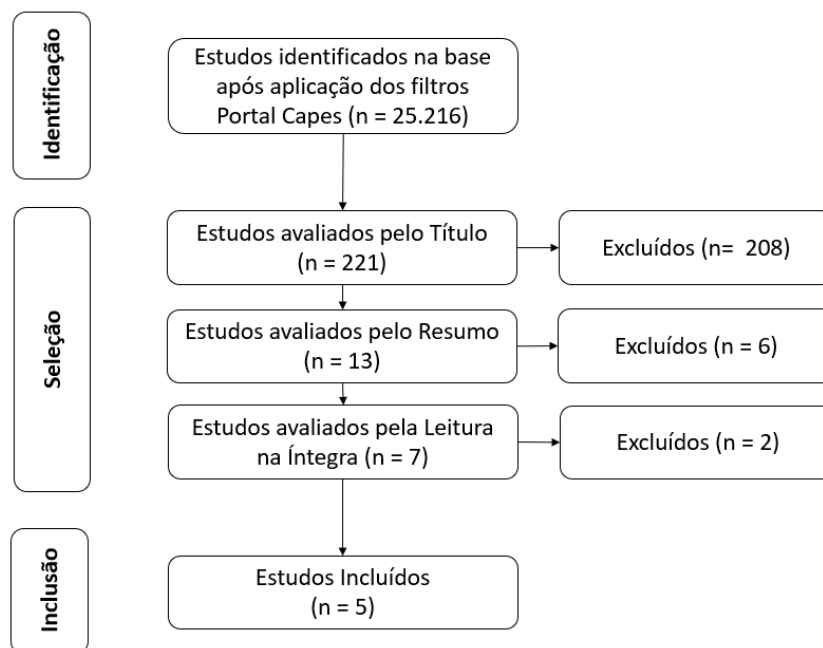 Identificação
Estudos identificados na base
após aplicação dos filtros
Portal Capes (n = 25.216)
Seleção
Estudos avaliados pelo Título
(n = 221)
Excluídos (n= 208)
Estudos avaliados pelo Resumo
(n = 13)
Excluídos (n = 6)
Estudos avaliados pela Leitura
na Íntegra (n = 7)
Excluídos (n = 2)
Inclusão
Estudos Incluídos
(n = 5)